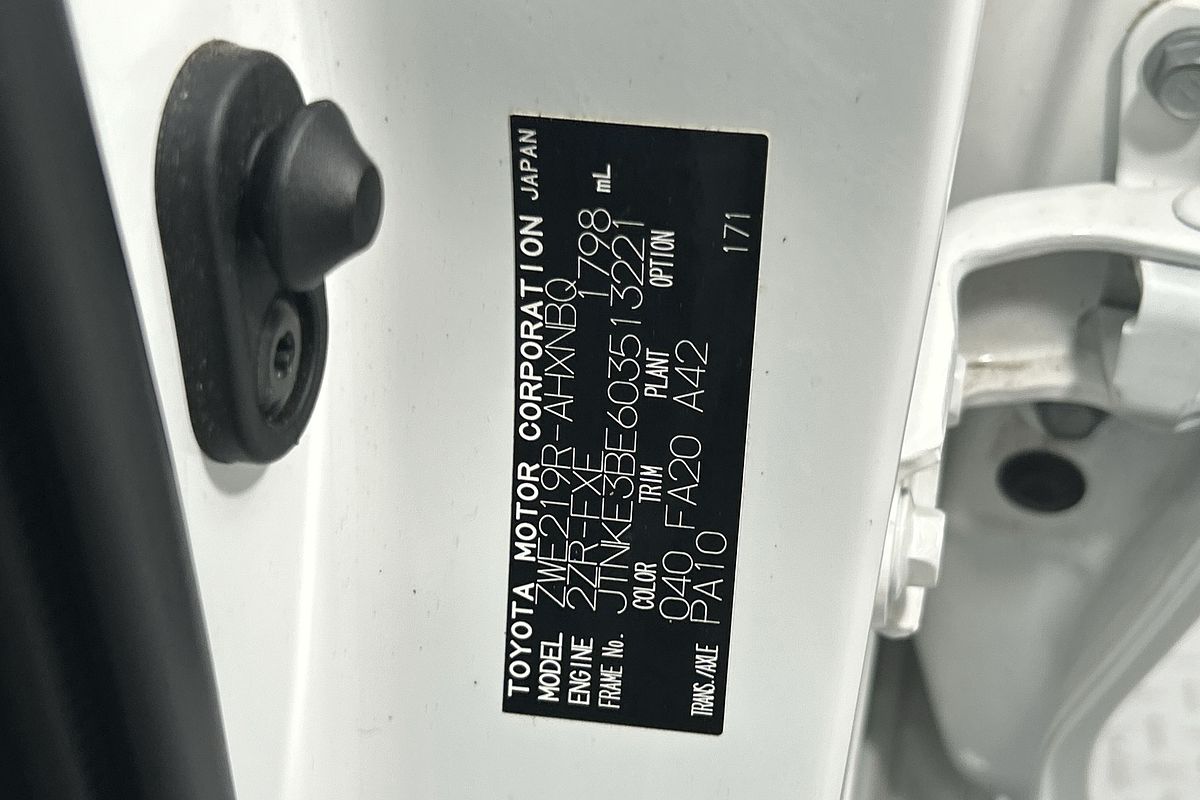 TOYOTA MOTOR CORPORATION JAPAN
MODEL ZWE219R-AHXNBQ
ENGINE 2ZR-FXE 1798 mL
FRAME No. JTNKE3BE603513221
COLOR TRIM PLANT OPTION
040 FA20 A42
TRANS./AXLE PA10 171